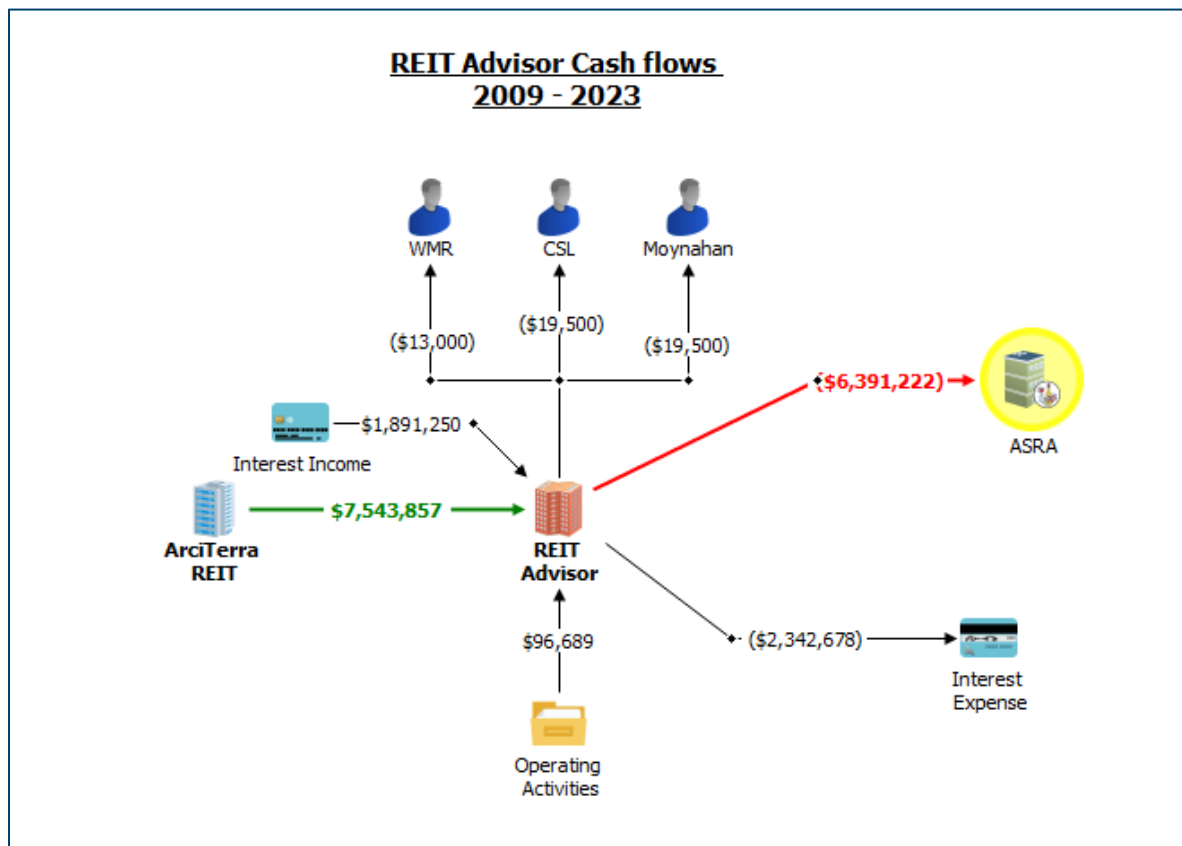 REIT Advisor Cash flows
2009 - 2023
WMR
CSL
Moynahan
($13,000)
($19,500)
($19,500)
($6,391,222)
ASRA
$1,891,250
Interest Income
$7,543,857
ArciTerra
REIT
REIT
Advisor
$96,689
($2,342,678)
Interest
Expense
Operating
Activities